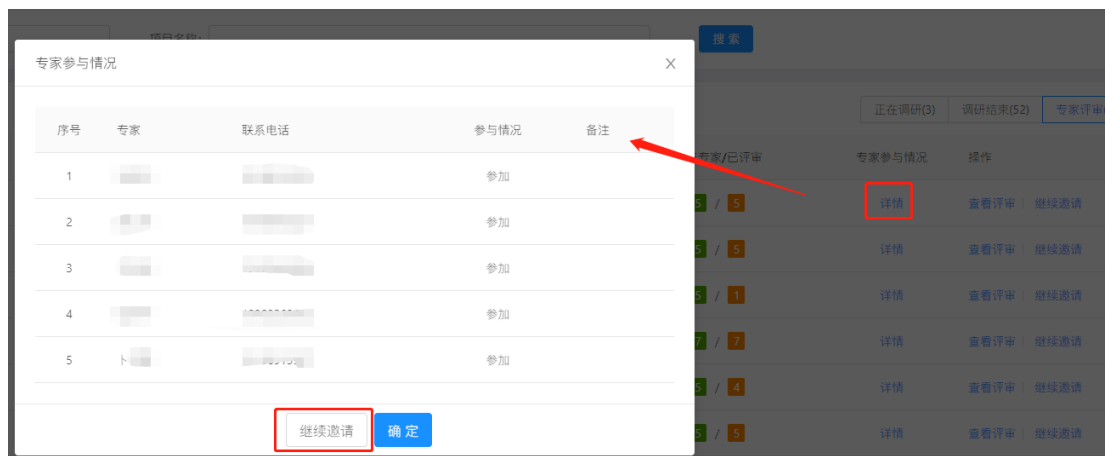 项目名称:
搜 索
专家参与情况
正在调研(3) 调研结束(52) 专家评审
序号 专家 联系电话 参与情况 备注
专家/已评审 专家参与情况 操作
1 参加
5 / 5 详情 查看评审 继续邀请
2 参加
5 / 5 详情 查看评审 继续邀请
3 参加
5 / 1 详情 查看评审 继续邀请
4 参加
7 / 7 详情 查看评审 继续邀请
5 卜 参加
5 / 4 详情 查看评审 继续邀请
继续邀请 确 定
5 / 5 详情 查看评审 继续邀请